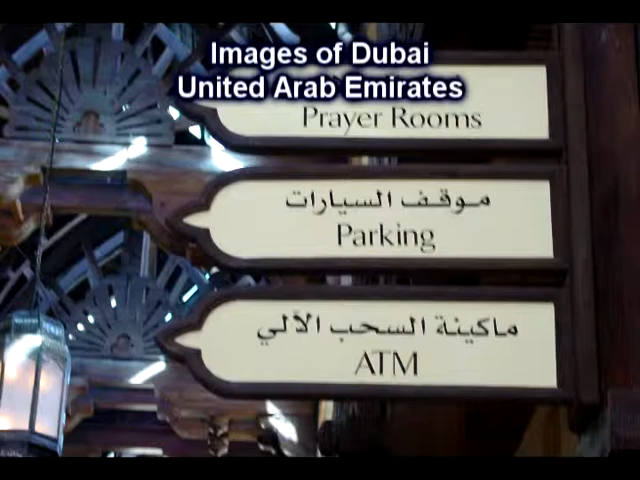 Images of Dubai
United Arab Emirates
Prayer Rooms
موقف السيارات
Parking
ماكينة السحب الآلي
ATM